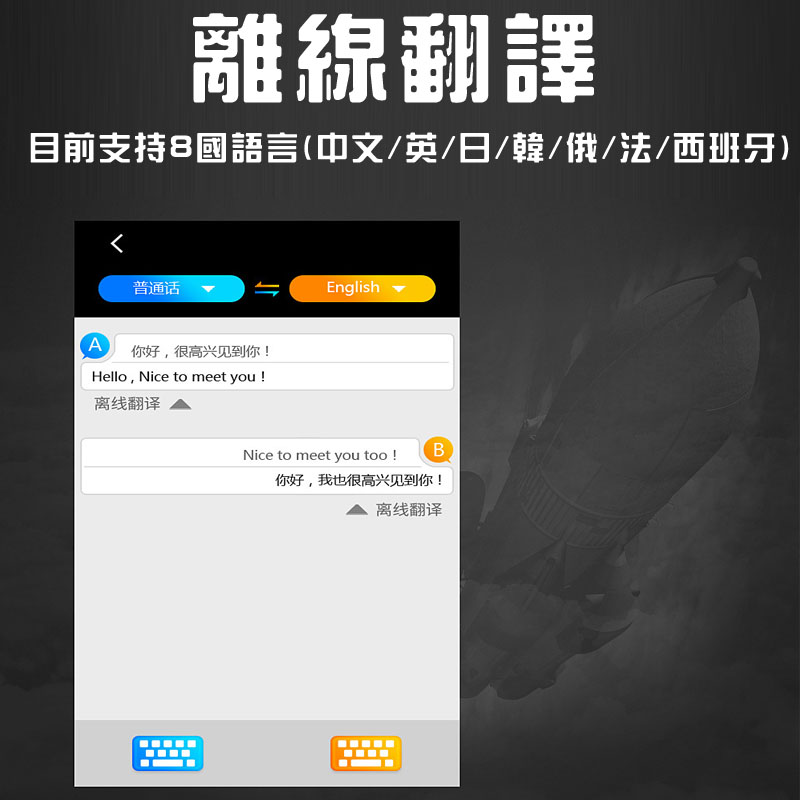 離線翻譯
目前支持8國語言(中文/英/日/韓/俄/法/西班牙)
普通话
English
A
你好，很高兴见到你！
Hello , Nice to meet you !
离线翻译
B
Nice to meet you too !
你好，我也很高兴见到你！
离线翻译